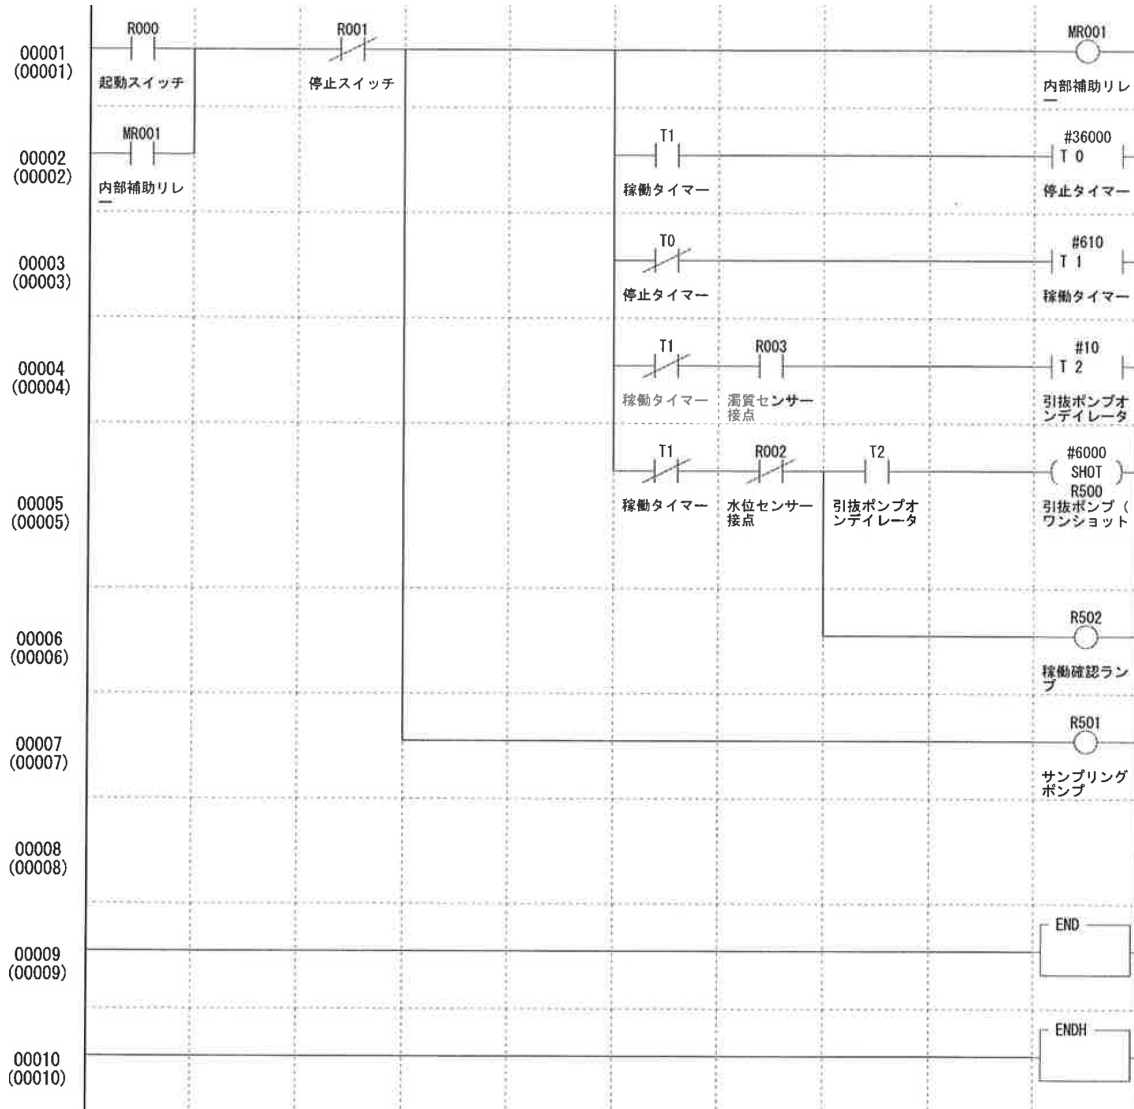 R000 R001 MR001
00001
(00001)
起動スイッチ 停止スイッチ 内部補助リレ
ー
MR001 T1 #36000
T 0
00002
(00002)
内部補助リレ
ー
稼働タイマー 停止タイマー
T0 #610
T 1
00003
(00003)
停止タイマー 稼働タイマー
T1 R003 #10
T 2
00004
(00004)
稼働タイマー 濁質センサー
接点
引抜ポンプオ
ンデイレータ
T1 R002 T2 #6000
SHOT
R500
00005
(00005)
稼働タイマー 水位センサー
接点
引抜ポンプオ
ンデイレータ
引抜ポンプ (
ワンショット
R502
00006
(00006)
稼働確認ラン
プ
R501
00007
(00007)
サンプリング
ポンプ
00008
(00008)
END
00009
(00009)
ENDH
00010
(00010)